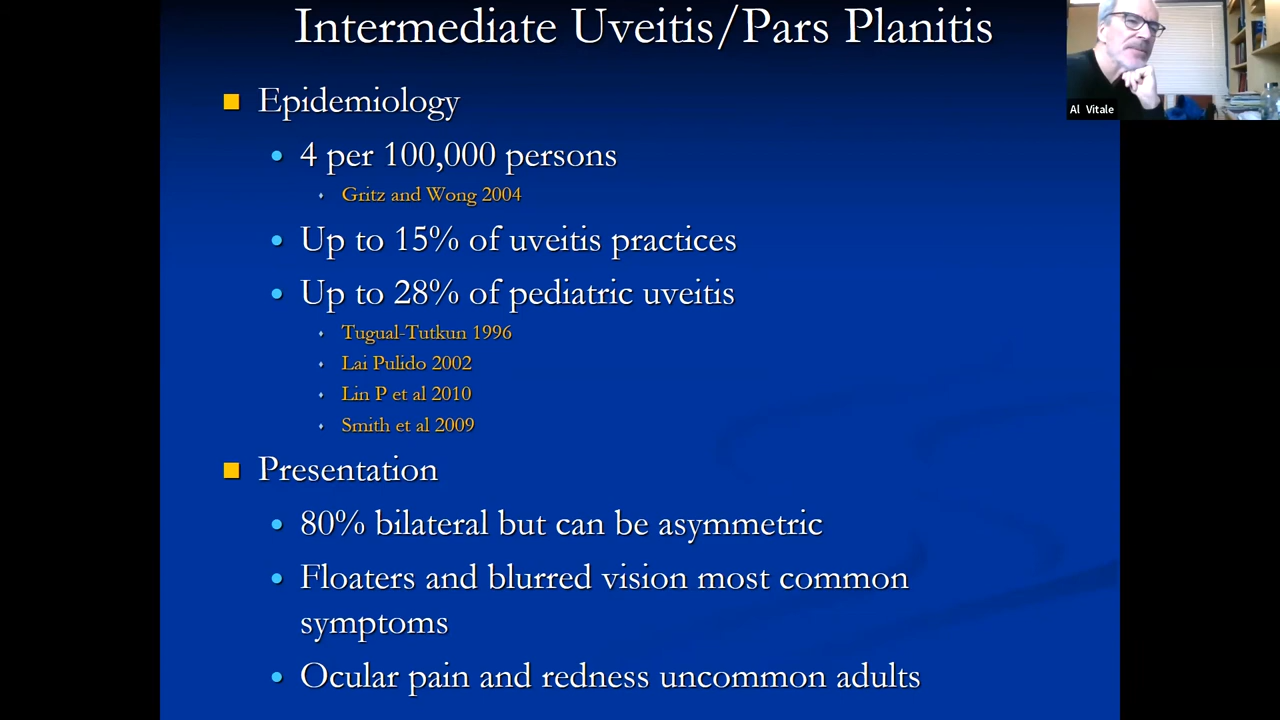 Intermediate Uveitis/Pars Planitis
Al Vitale
Epidemiology
4 per 100,000 persons
Gritz and Wong 2004
Up to 15% of uveitis practices
Up to 28% of pediatric uveitis
Tugual-Tutkun 1996
Lai Pulido 2002
Lin P et al 2010
Smith et al 2009
Presentation
80% bilateral but can be asymmetric
Floaters and blurred vision most common
symptoms
Ocular pain and redness uncommon adults